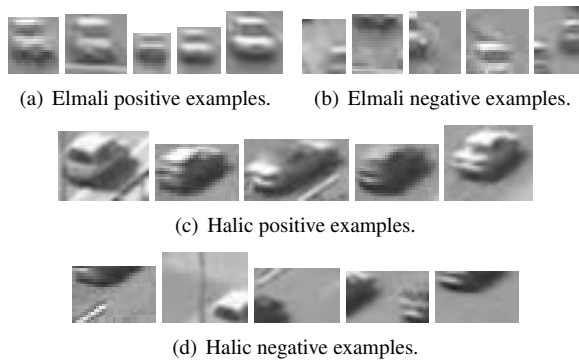 (a) Elmali positive examples.
(b) Elmali negative examples.
(c) Halic positive examples.
(d) Halic negative examples.